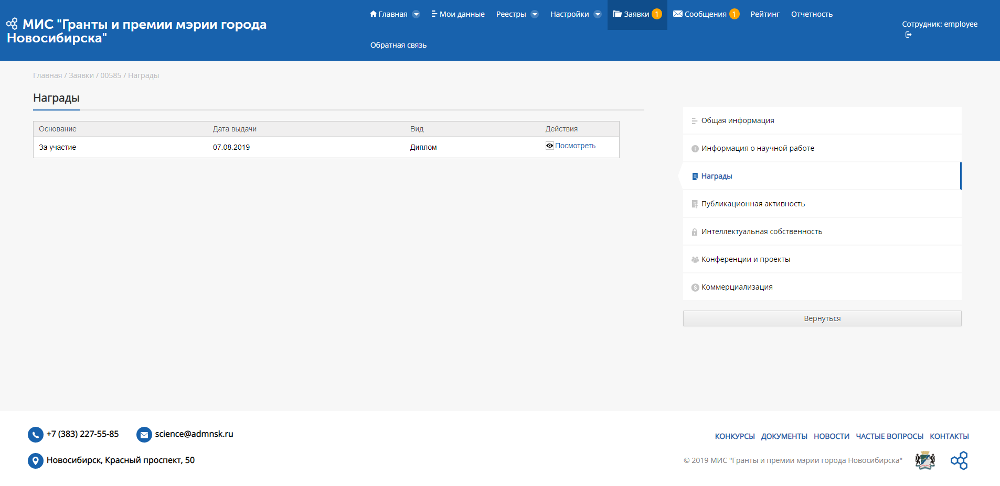 МИС "Гранты и премии мэрии города
Новосибирска"
Главная
Мои данные
Реестры
Настройки
Заявки 1
Сообщения 1
Рейтинг
Отчетность
Обратная связь
Сотрудник: employee
Главная / Заявки / 00585 / Награды
Награды
Основание Дата выдачи Вид Действия
За участие 07.08.2019 Диплом Посмотреть
Общая информация
Информация о научной работе
Награды
Публикационная активность
Интеллектуальная собственность
Конференции и проекты
Коммерциализация
Вернуться
+7 (383) 227-55-85 science@admnsk.ru
Новосибирск, Красный проспект, 50
КОНКУРСЫ ДОКУМЕНТЫ НОВОСТИ ЧАСТЫЕ ВОПРОСЫ КОНТАКТЫ
© 2019 МИС "Гранты и премии мэрии города Новосибирска"